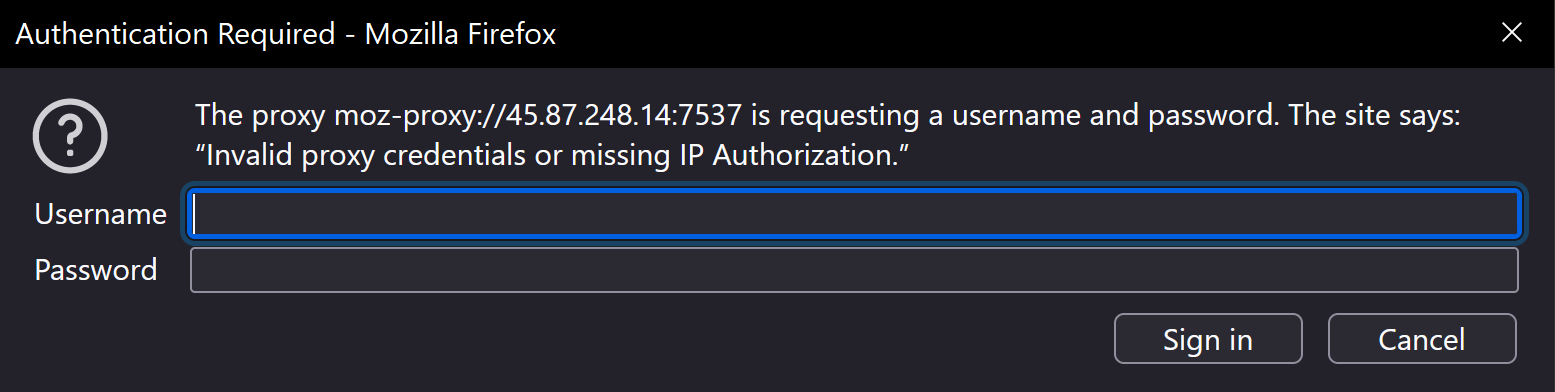 Authentication Required - Mozilla Firefox
The proxy moz-proxy://45.87.248.14:7537 is requesting a username and password. The site says:
“Invalid proxy credentials or missing IP Authorization.”
Username
Password
Sign in
Cancel